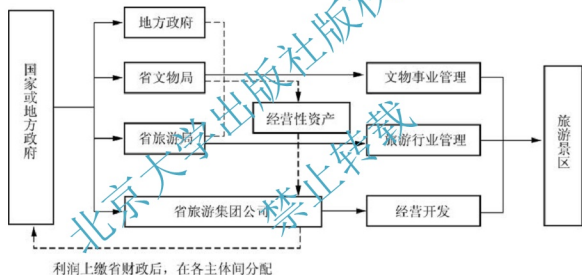 国家或地方政府
地方政府
省文物局
省旅游局
省旅游集团公司
经营性资产
文物事业管理
旅游行业管理
经营开发
旅游景区
利润上缴省财政后，在各主体间分配
北京大学出版社版权
禁止转载